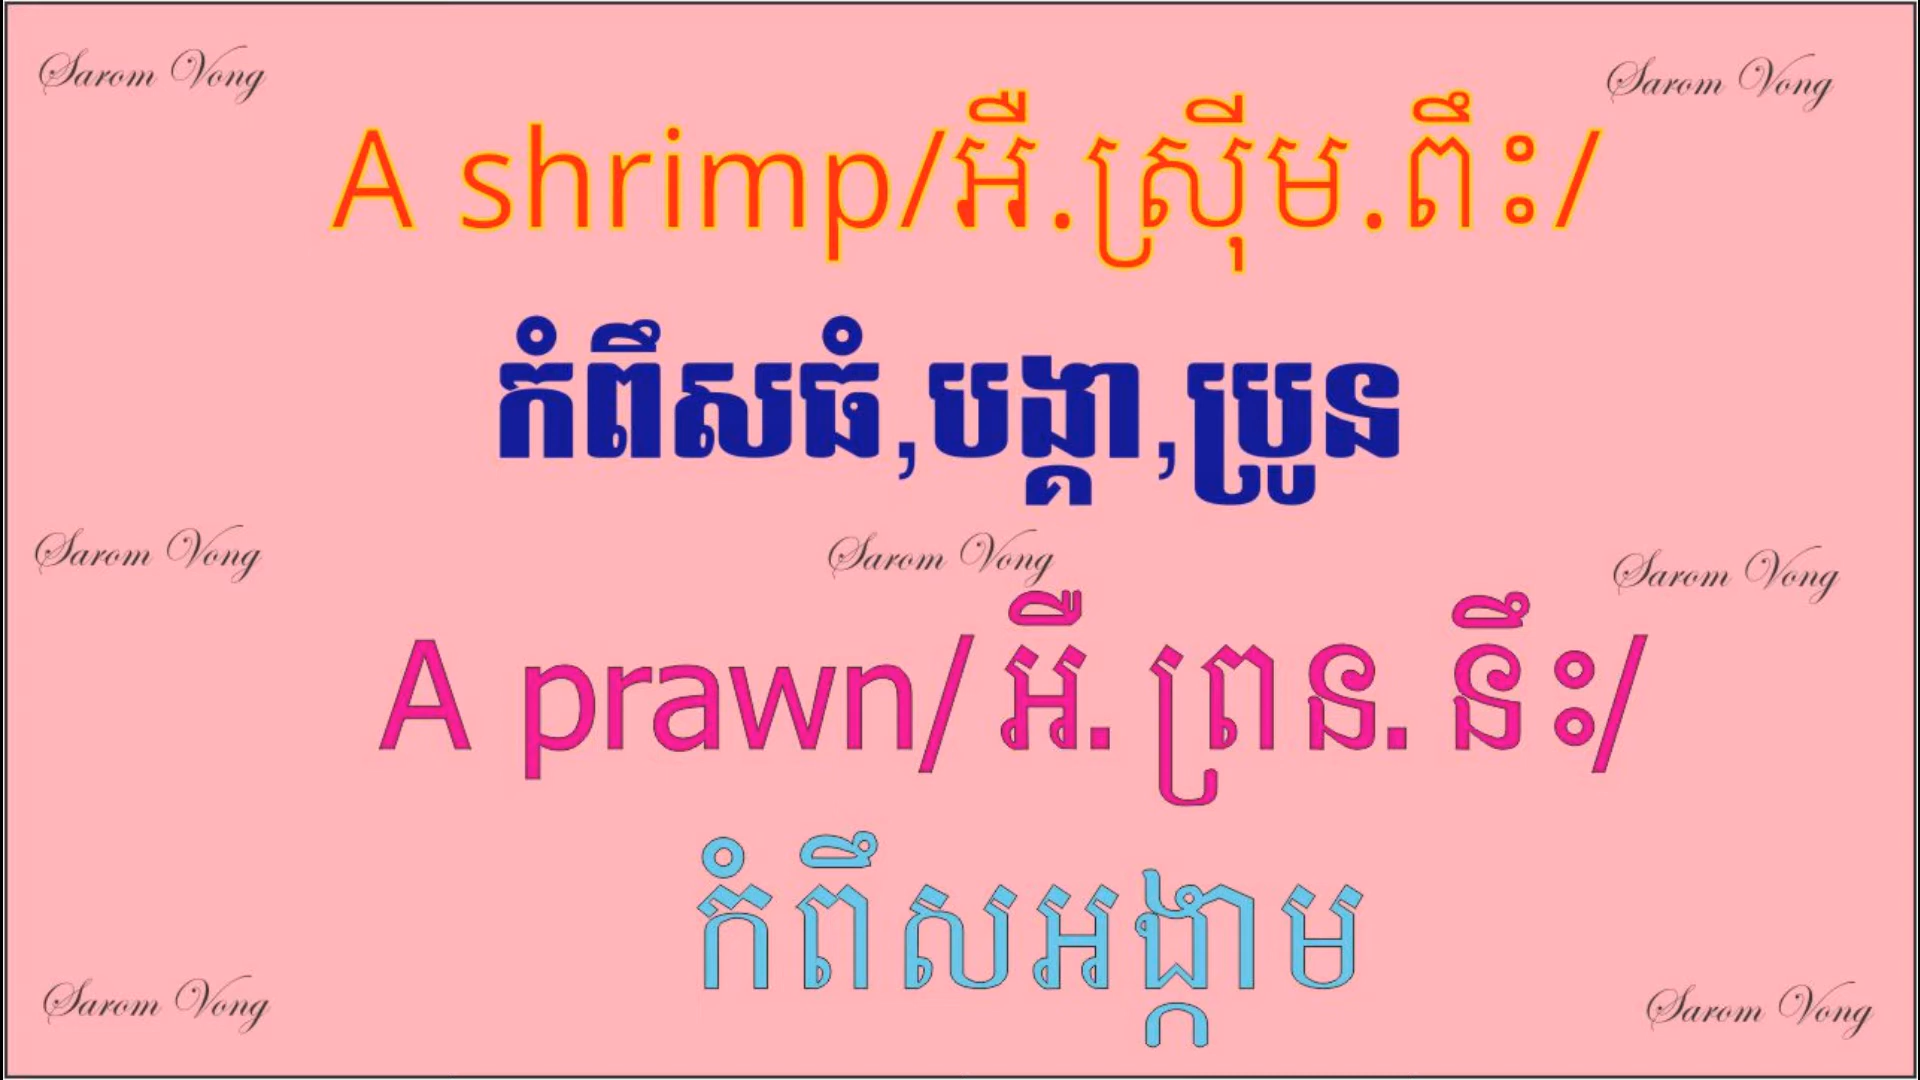 Sarom Vong Sarom Vong
A shrimp/អឺ.ស្រ៊ីម.ពឹះ/
កំពឹសធំ,បង្គា,ប្រូន
Sarom Vong Sarom Vong Sarom Vong
A prawn/អឺ.ព្រន.នឹះ/
កំពឹសអង្កាម
Sarom Vong Sarom Vong